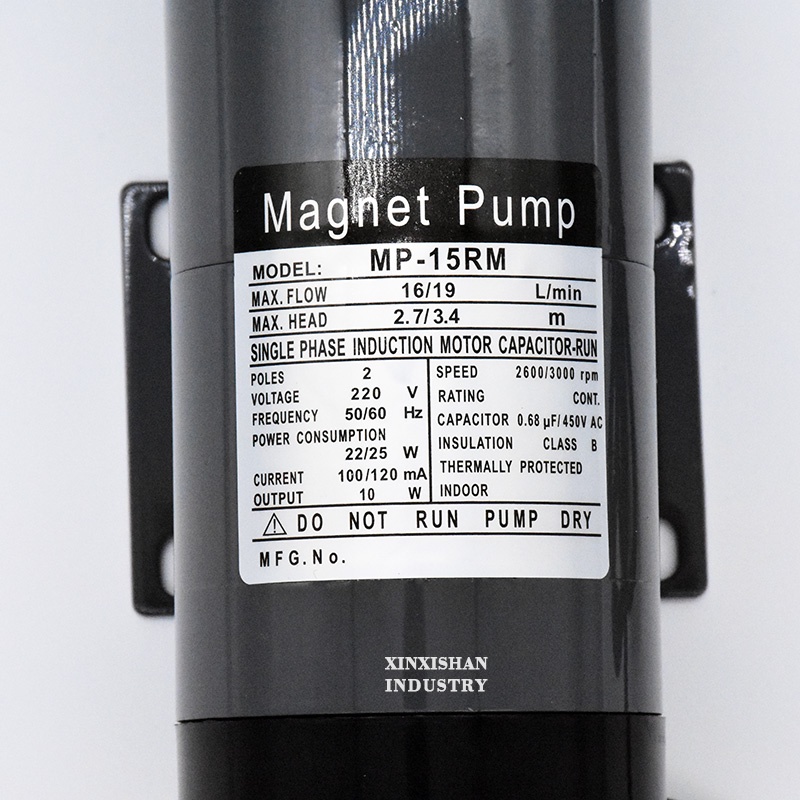 Magnet Pump
MODEL: MP-15RM
MAX. FLOW 16/19 L/min
MAX. HEAD 2.7/3.4 m
SINGLE PHASE INDUCTION MOTOR CAPACITOR-RUN
POLES 2
VOLTAGE 220 V
FREQUENCY 50/60 Hz
POWER CONSUMPTION
22/25 W
CURRENT 100/120 mA
OUTPUT 10 W
SPEED 2600/3000 rpm
RATING CONT.
CAPACITOR 0.68 µF/450V AC
INSULATION CLASS B
THERMALLY PROTECTED
INDOOR
⚠ DO NOT RUN PUMP DRY
MFG.No.
XINXISHAN
INDUSTRY